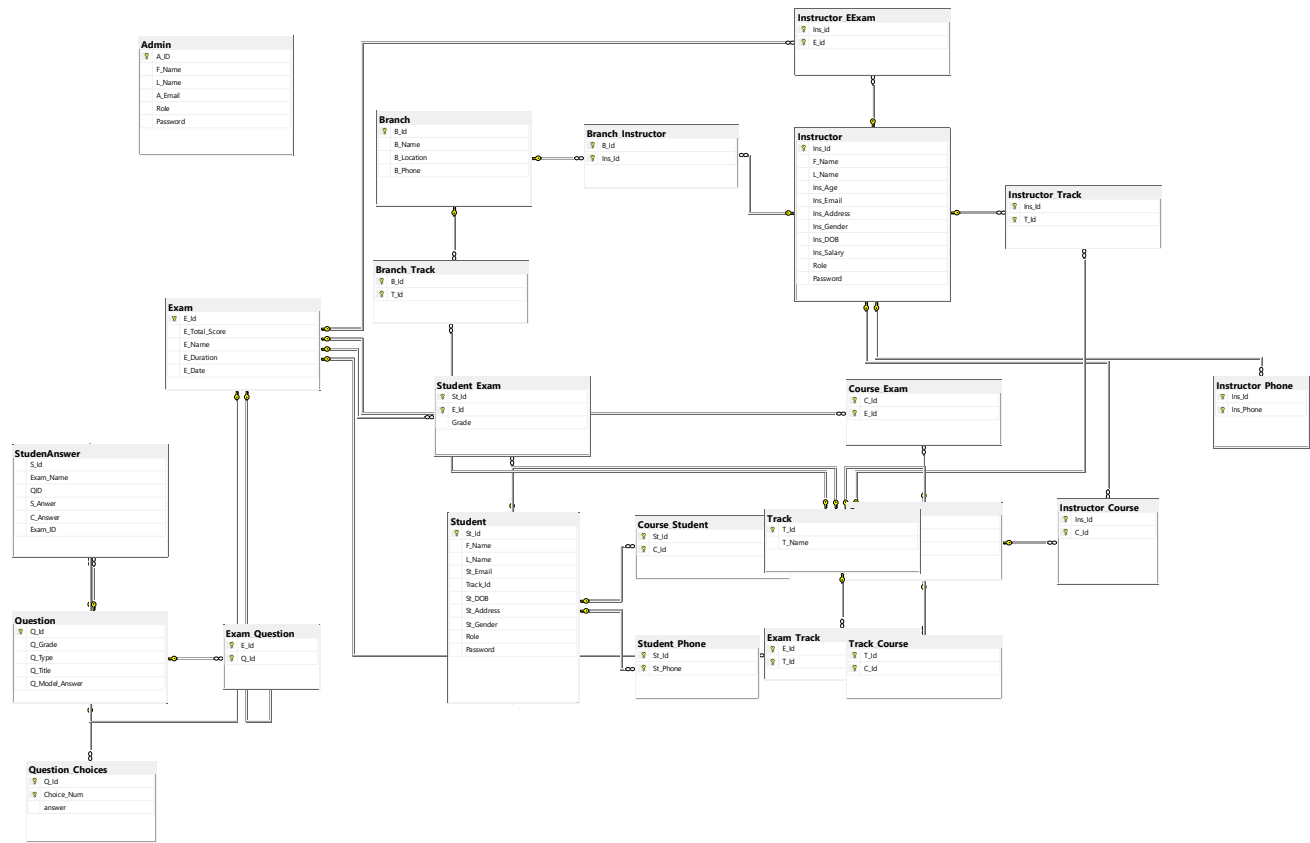 Admin
A_ID
F_Name
L_Name
A_Email
Role
Password
Instructor_EExam
Ins_id
E_id
Branch
B_Id
B_Name
B_Location
B_Phone
Branch_Instructor
B_Id
Ins_Id
Instructor
Ins_Id
F_Name
L_Name
Ins_Age
Ins_Email
Ins_Address
Ins_Gender
Ins_DOB
Ins_Salary
Role
Password
Instructor_Track
Ins_Id
T_Id
Branch_Track
B_Id
T_Id
Exam
E_Id
E_Total_Score
E_Name
E_Duration
E_Date
Student_Exam
St_Id
E_Id
Grade
Course_Exam
C_Id
E_Id
Instructor_Phone
Ins_Id
Ins_Phone
StudenAnswer
S_Id
Exam_Name
QID
S_Anwer
C_Answer
Exam_ID
Student
St_Id
F_Name
L_Name
St_Email
Track_Id
St_DOB
St_Address
St_Gender
Role
Password
Course_Student
St_Id
C_Id
Track
T_Id
T_Name
Instructor_Course
Ins_Id
C_Id
Question
Q_Id
Q_Grade
Q_Type
Q_Title
Q_Model_Answer
Exam_Question
E_Id
Q_Id
Student_Phone
St_Id
St_Phone
Exam_Track
E_Id
T_Id
Track_Course
T_Id
C_Id
Question_Choices
Q_Id
Choice_Num
answer